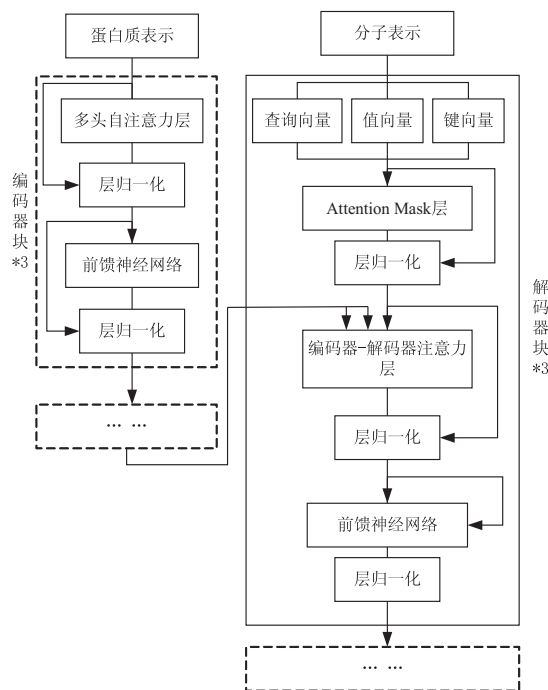 蛋白质表示
多头自注意力层
层归一化
前馈神经网络
层归一化
编码器块*3
… …
分子表示
查询向量 值向量 键向量
Attention Mask层
层归一化
编码器-解码器注意力
层
层归一化
前馈神经网络
层归一化
解码器块*3
… …